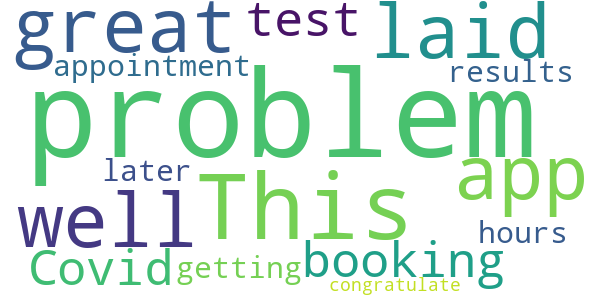 great test laid
appointment results
problem
later This app
well hours
Covid getting booking
congratulate